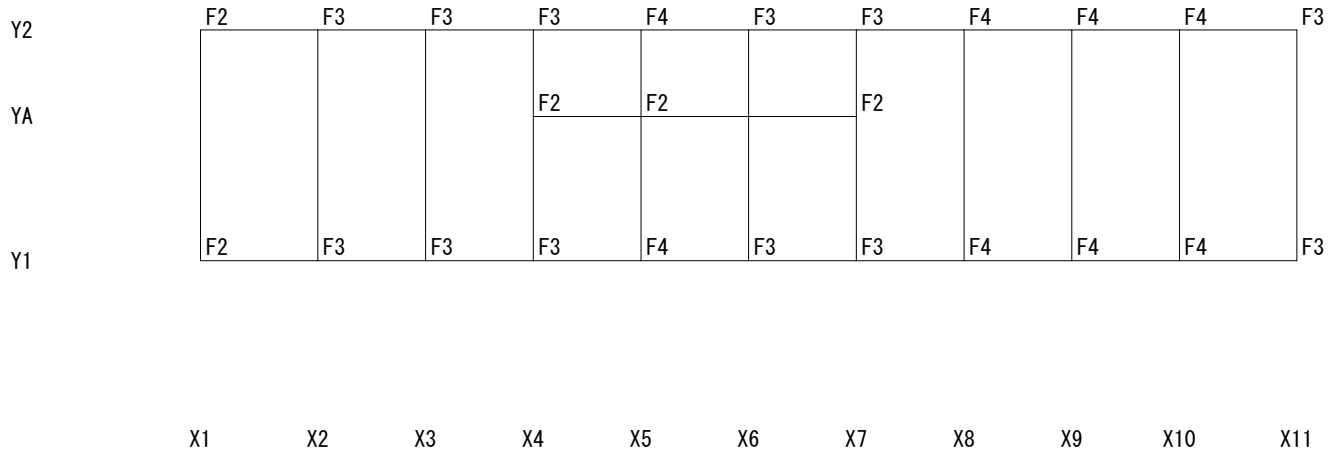 F2 F3 F3 F3 F4 F3 F3 F4 F4 F4 F3
Y2
YA F2 F2 F2
F2 F3 F3 F3 F4 F3 F3 F4 F4 F4 F3
Y1
X1 X2 X3 X4 X5 X6 X7 X8 X9 X10 X11